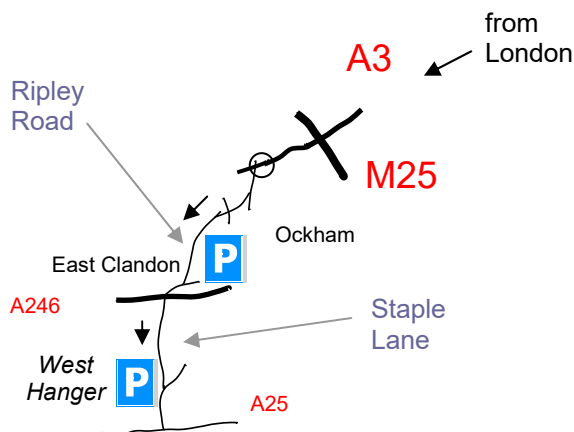 from
London
A3
Ripley
Road
M25
Ockham
P
East Clandon
A246
Staple
Lane
West
Hanger
P
A25